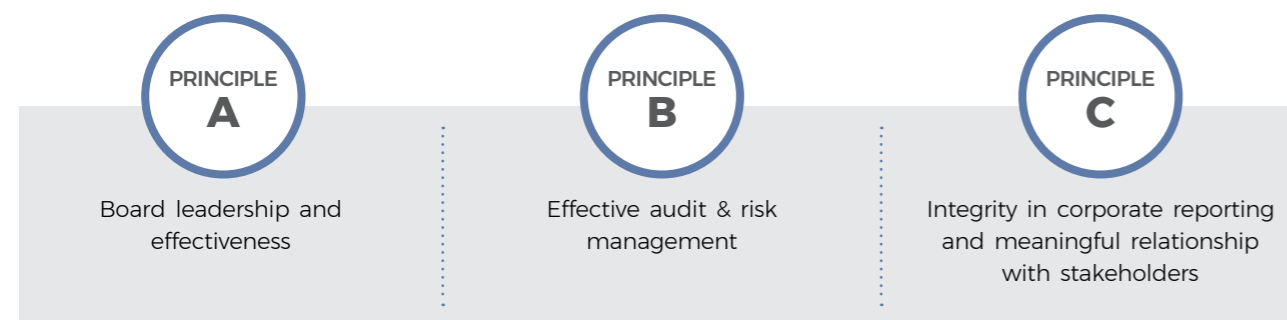 PRINCIPLE
A
Board leadership and
effectiveness
PRINCIPLE
B
Effective audit & risk
management
PRINCIPLE
C
Integrity in corporate reporting
and meaningful relationship
with stakeholders